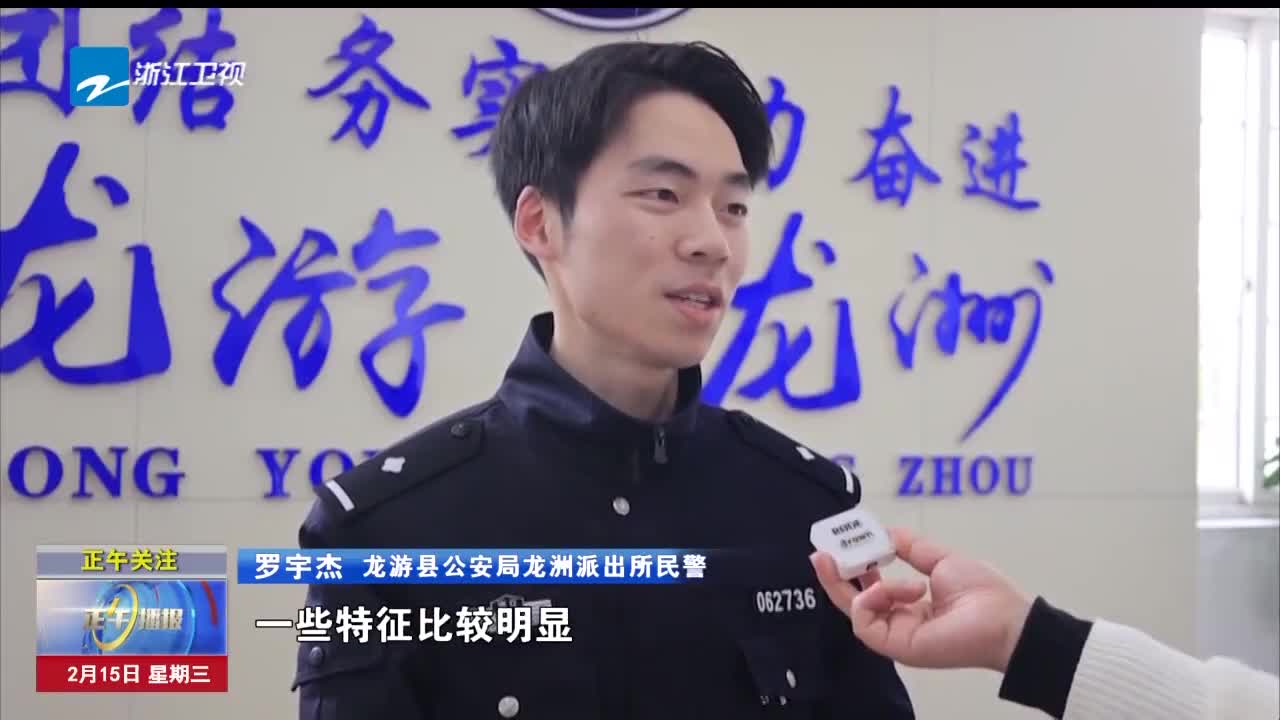 团结 务实 奋进
浙江卫视
龙游 龙洲
ONG YO G ZHOU
RØDE
正午关注
正午播报
2月15日 星期三
罗宇杰 龙游县公安局龙洲派出所民警
062736
一些特征比较明显